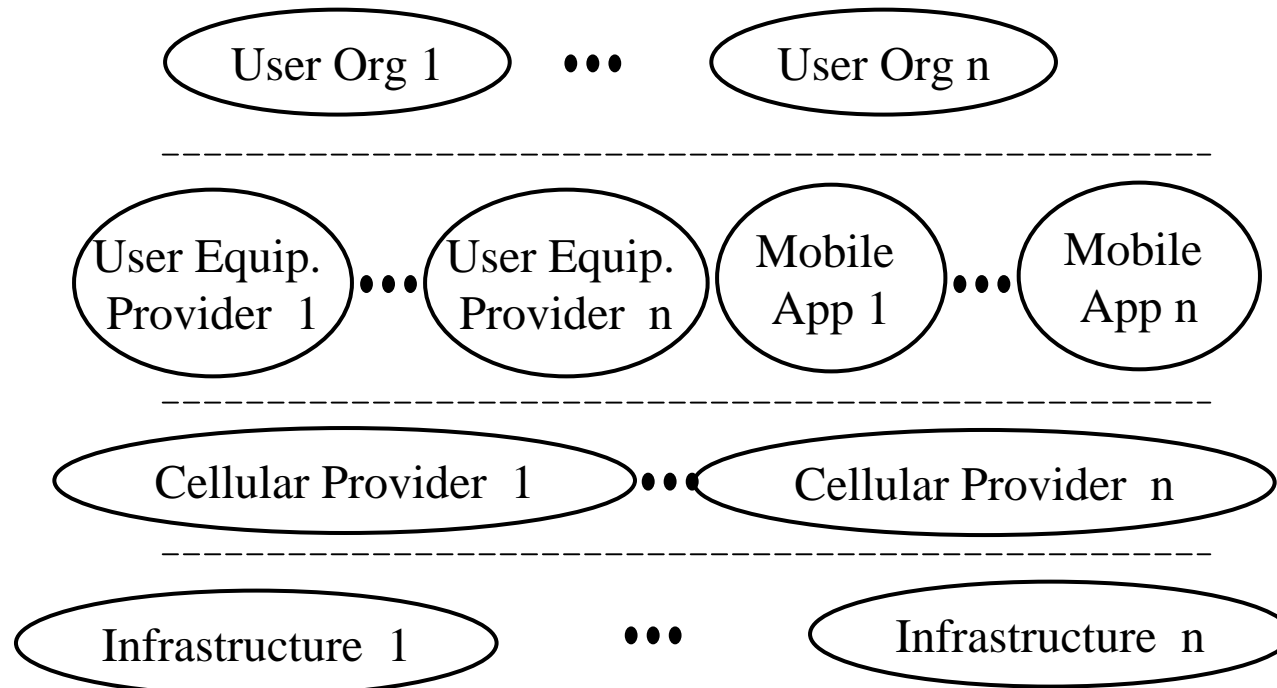 User Org 1 ••• User Org n
User Equip. Provider 1 ••• User Equip. Provider n Mobile App 1 ••• Mobile App n
Cellular Provider 1 ••• Cellular Provider n
Infrastructure 1 ••• Infrastructure n